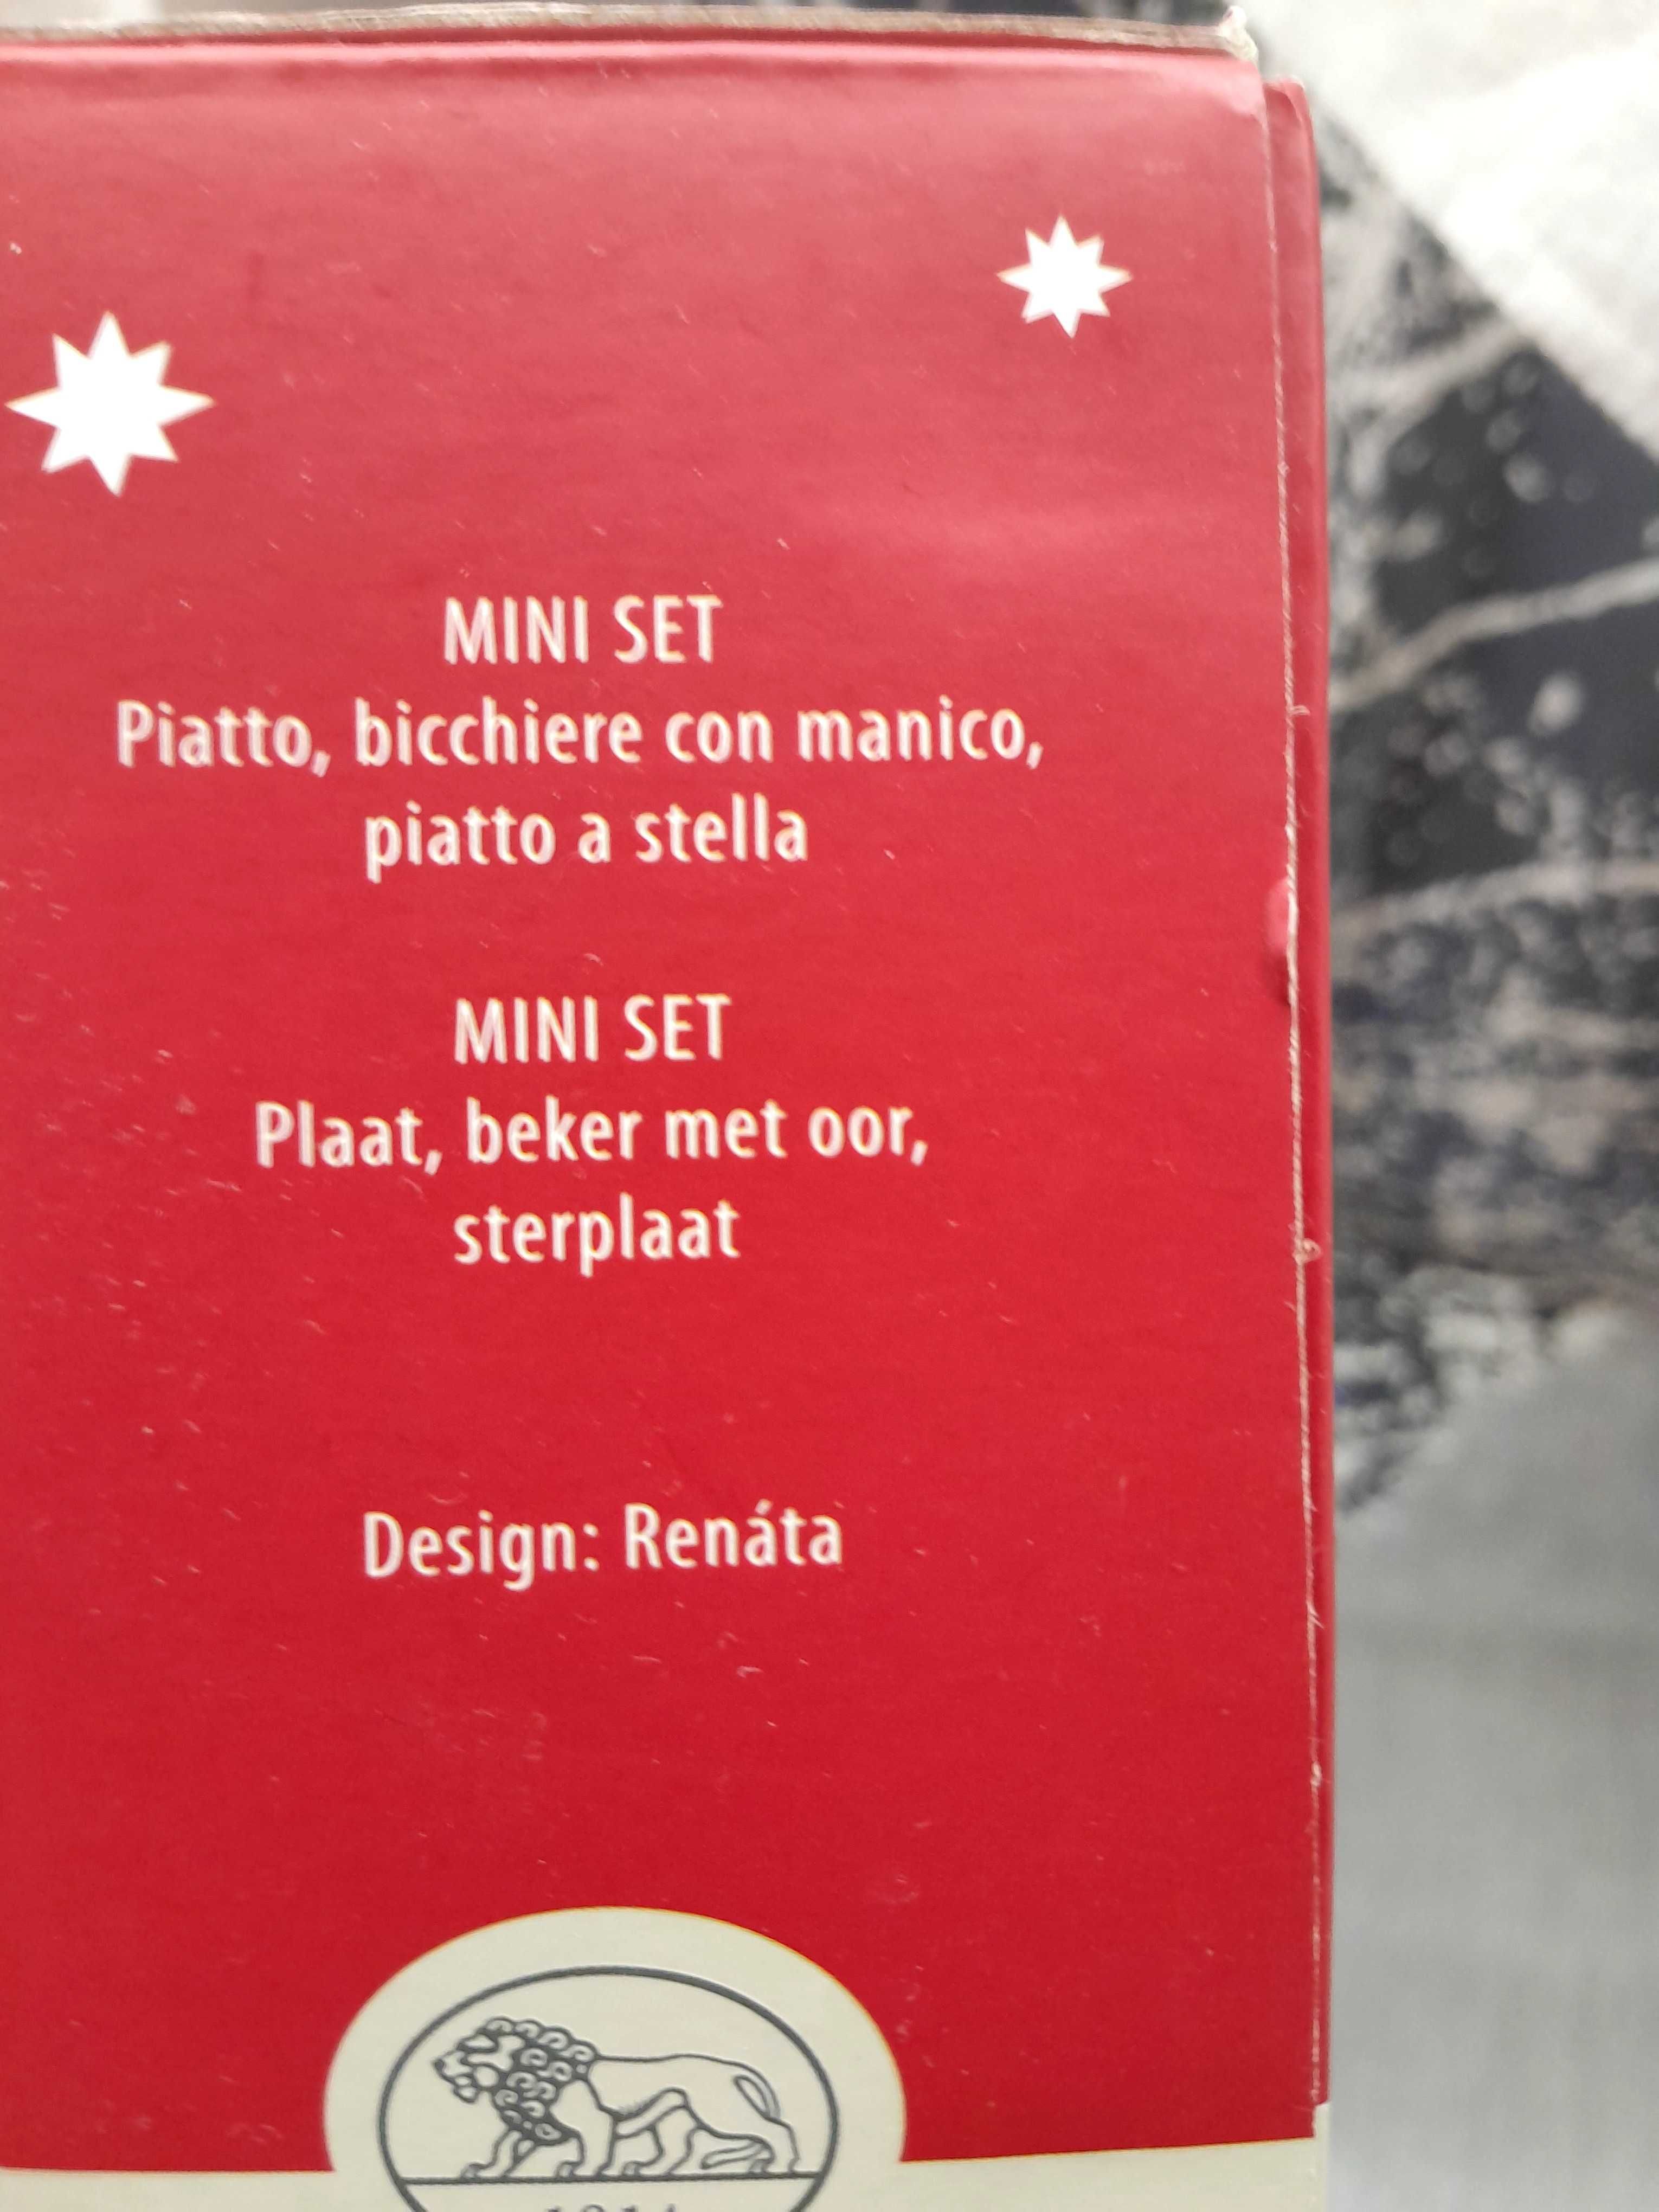 MINI SET
Piatto, bicchiere con manico,
piatto a stella
MINI SET
Plaat, beker met oor,
sterplaat
Design: Renáta